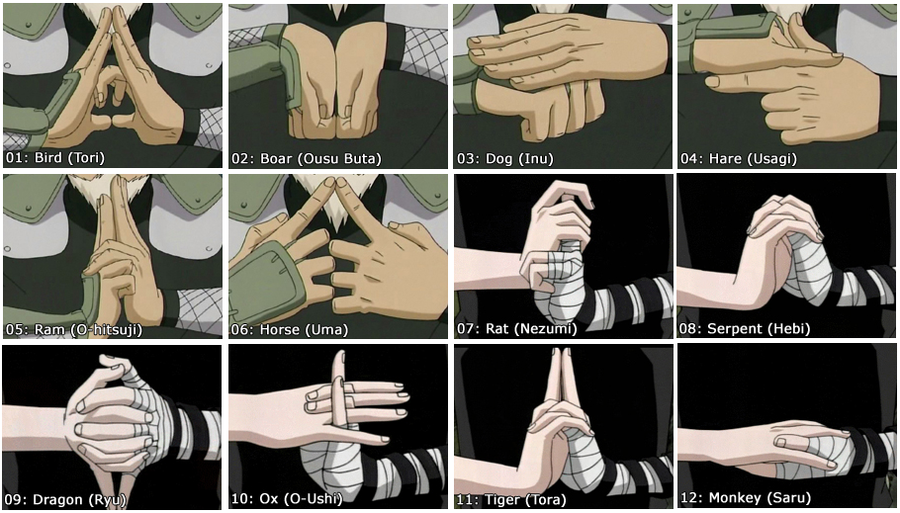 01: Bird (Tori)
02: Boar (Ousu Buta)
03: Dog (Inu)
04: Hare (Usagi)
05: Ram (O-hitsuji)
06: Horse (Uma)
07: Rat (Nezumi)
08: Serpent (Hebi)
09: Dragon (Ryu)
10: Ox (O-Ushi)
11: Tiger (Tora)
12: Monkey (Saru)